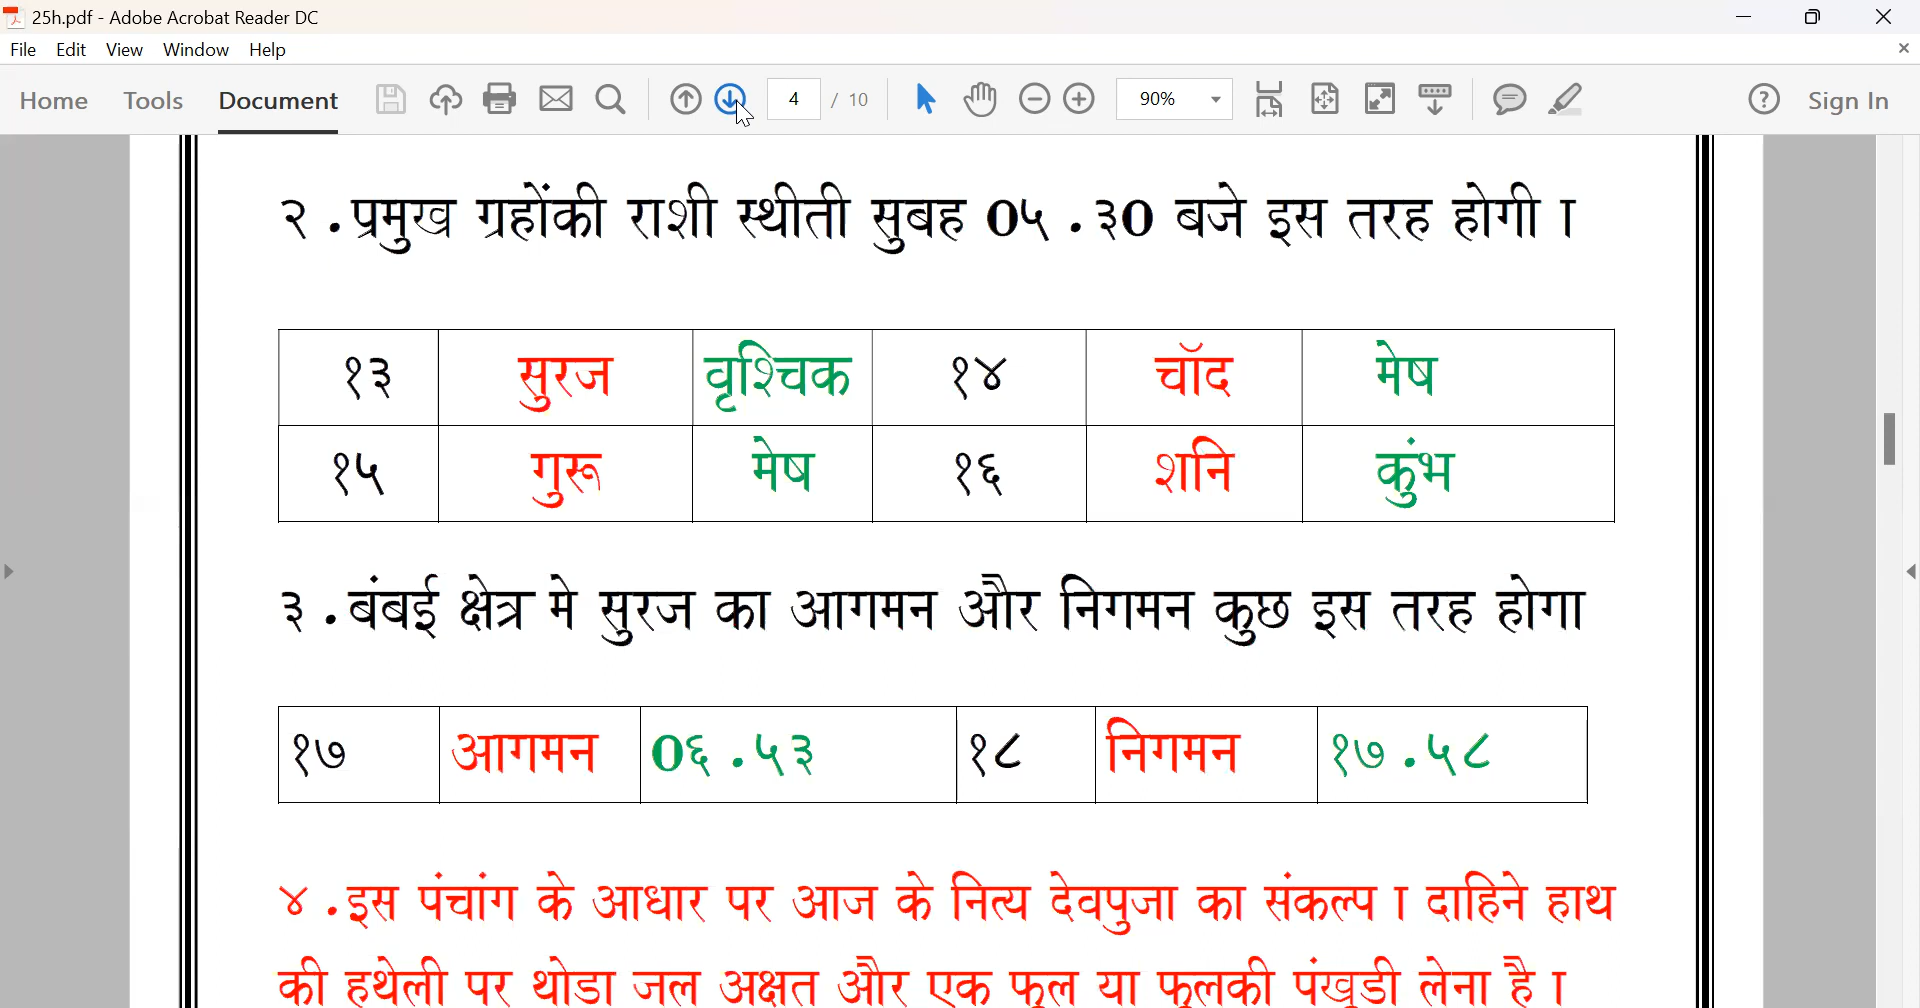 25h.pdf - Adobe Acrobat Reader DC
File Edit View Window Help
Home Tools Document 4 / 10 90% Sign In
२ .प्रमुख ग्रहोंकी राशी स्थीती सुबह 0५ .३0 बजे इस तरह होगी ा
१३ सुरज वृश्चिक १४ चॉद मेष
१५ गुरू मेष १६ शनि कुंभ
३ .बंबई क्षेत्र मे सुरज का आगमन और निगमन कुछ इस तरह होगा
१७ आगमन 0६ .५३ १८ निगमन १७ .५८
४ .इस पंचांग के आधार पर आज के नित्य देवपुजा का संकल्प ा दाहिने हाथ
की हथेली पर थोडा जल अक्षत और एक फुल या फुलकी पंखुडी लेना है ा